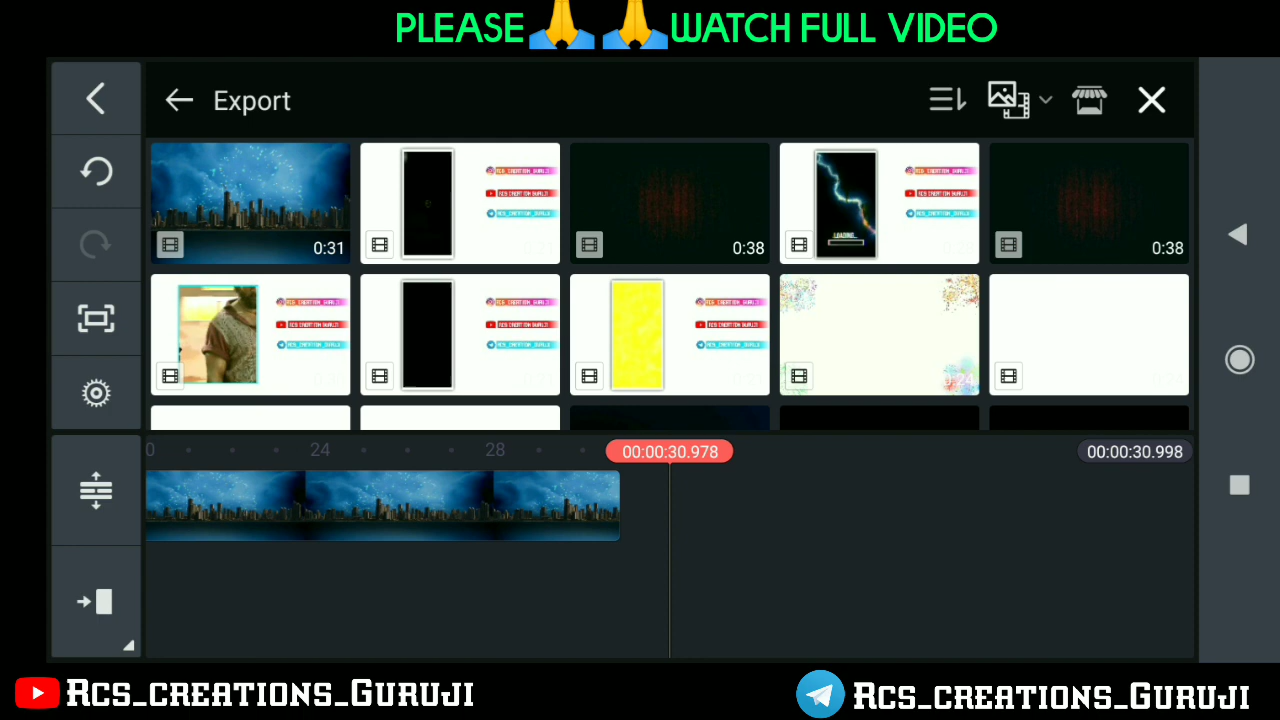 PLEASE🙏 🙏WATCH FULL VIDEO
Export
0:31
0:38
LOADING..
0:38
0
24
28
00:00:30.978
00:00:30.998
Rcs_creations_Guruji
Rcs_creations_Guruji